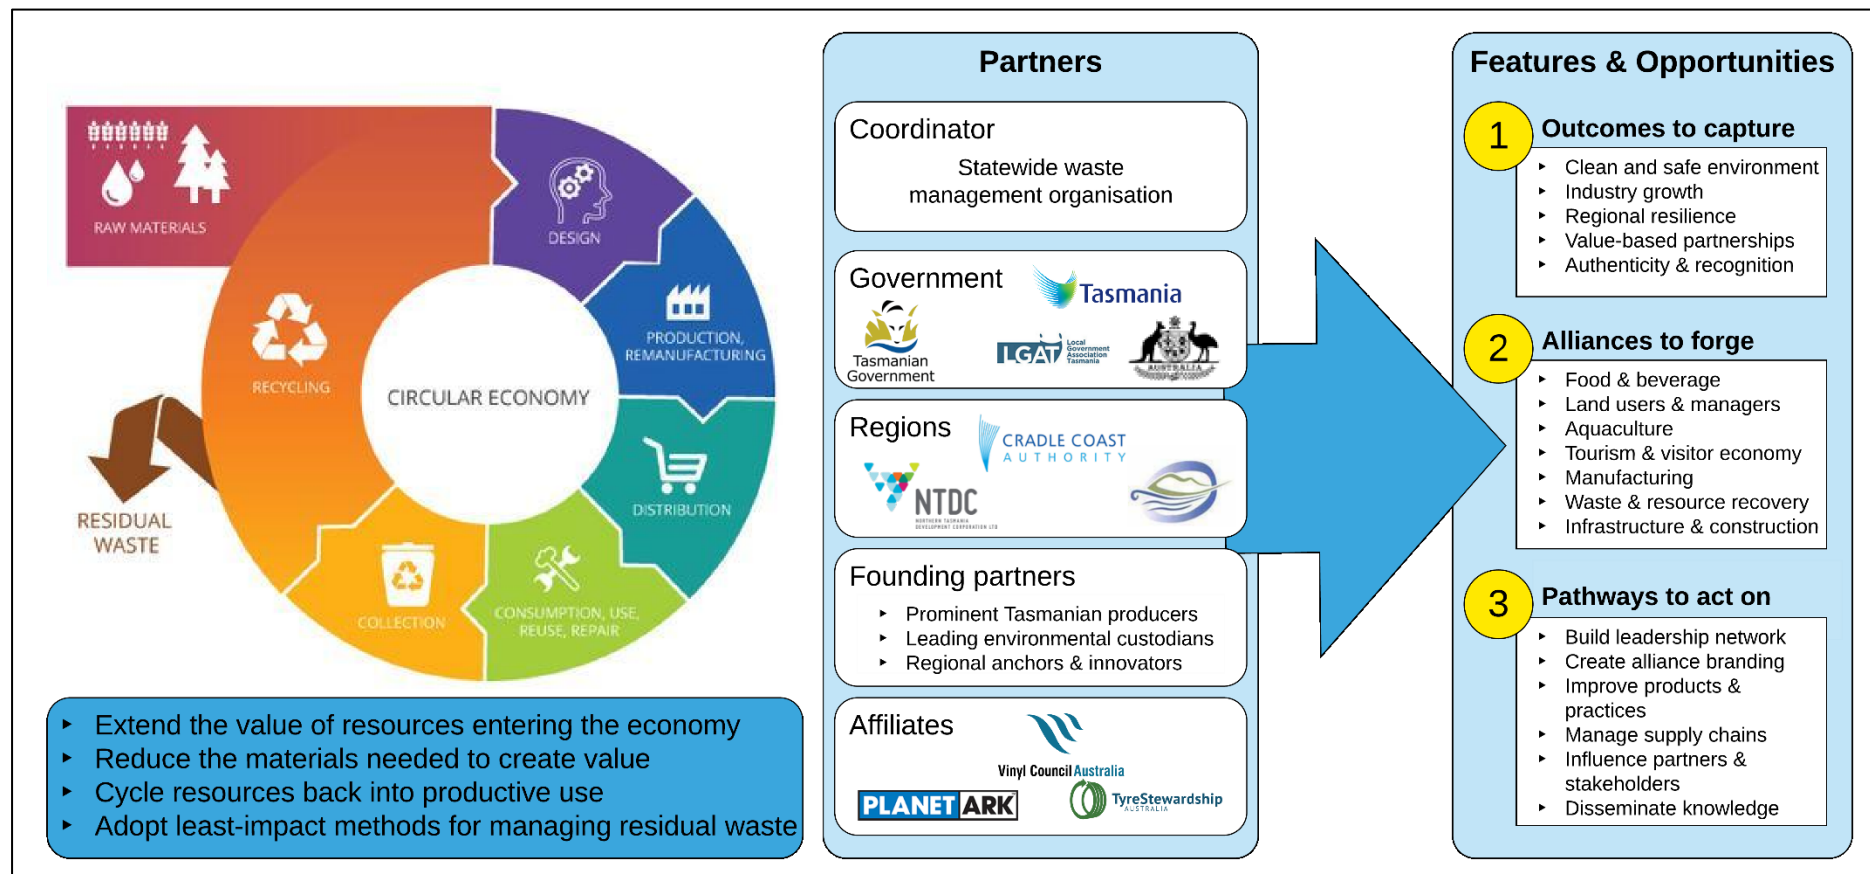 RAW MATERIALS
DESIGN
PRODUCTION,
REMANUFACTURING
RECYCLING
CIRCULAR ECONOMY
DISTRIBUTION
RESIDUAL
WASTE
COLLECTION
CONSUMPTION, USE,
REUSE, REPAIR
‣ Extend the value of resources entering the economy
‣ Reduce the materials needed to create value
‣ Cycle resources back into productive use
‣ Adopt least-impact methods for managing residual waste
Partners
Coordinator
Statewide waste
management organisation
Government
Tasmania
Tasmanian
Government
LGAT
Local
Government
Association
Tasmania
AUSTRALIA
Regions
CRADLE COAST
AUTHORITY
NTDC
NORTHERN TASMANIA
DEVELOPMENT CORPORATION LTD
Founding partners
‣ Prominent Tasmanian producers
‣ Leading environmental custodians
‣ Regional anchors & innovators
Affiliates
Vinyl Council Australia
PLANET ARK
TyreStewardship
AUSTRALIA
Features & Opportunities
1
Outcomes to capture
‣ Clean and safe environment
‣ Industry growth
‣ Regional resilience
‣ Value-based partnerships
‣ Authenticity & recognition
2
Alliances to forge
‣ Food & beverage
‣ Land users & managers
‣ Aquaculture
‣ Tourism & visitor economy
‣ Manufacturing
‣ Waste & resource recovery
‣ Infrastructure & construction
3
Pathways to act on
‣ Build leadership network
‣ Create alliance branding
‣ Improve products &
practices
‣ Manage supply chains
‣ Influence partners &
stakeholders
‣ Disseminate knowledge